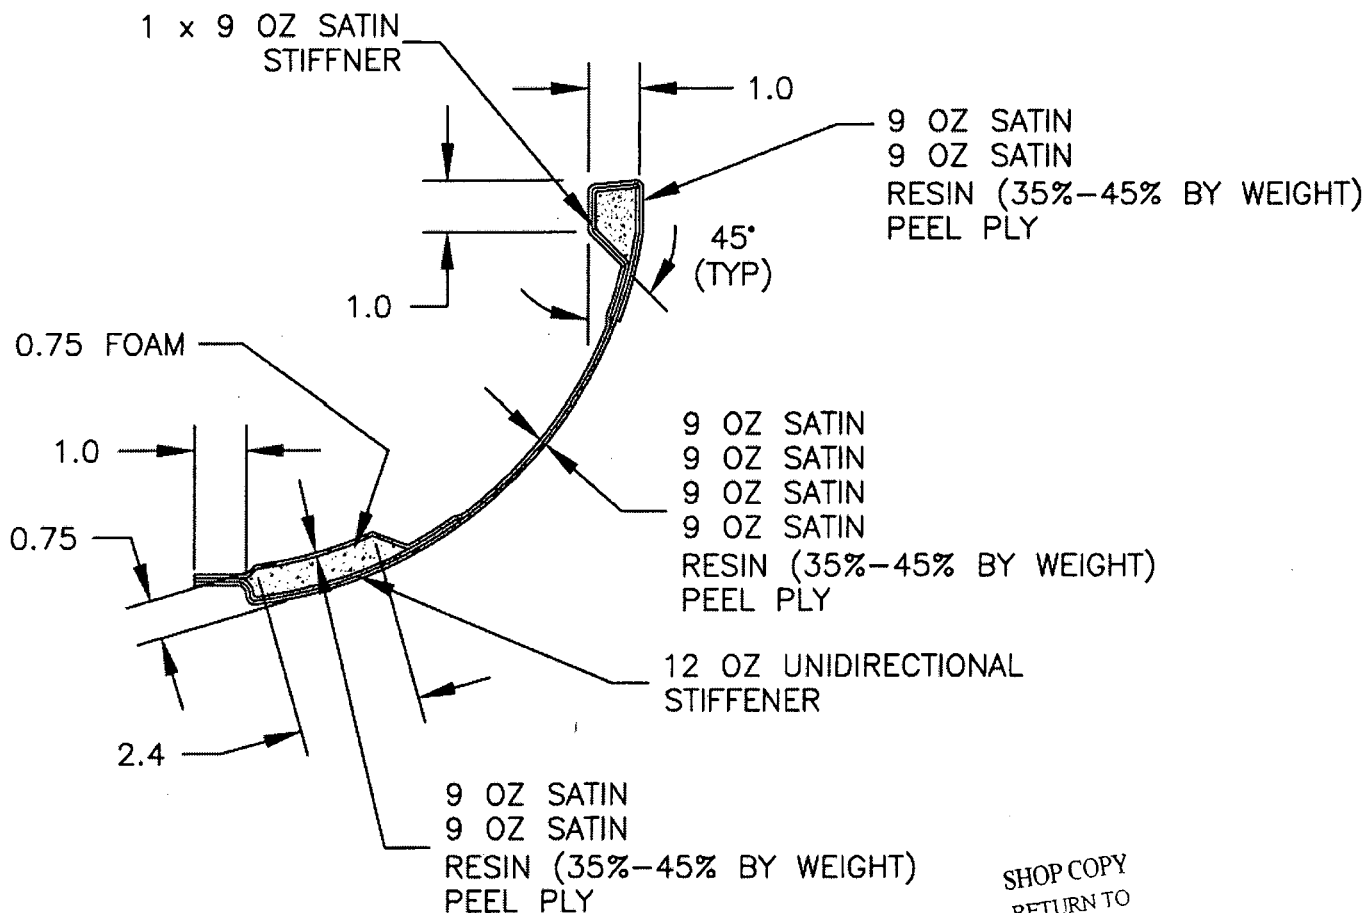 1 x 9 OZ SATIN
STIFFNER
1.0
9 OZ SATIN
9 OZ SATIN
RESIN (35%-45% BY WEIGHT)
PEEL PLY
45°
(TYP)
1.0
0.75 FOAM
1.0
9 OZ SATIN
9 OZ SATIN
9 OZ SATIN
9 OZ SATIN
RESIN (35%-45% BY WEIGHT)
PEEL PLY
0.75
12 OZ UNIDIRECTIONAL
STIFFENER
2.4
9 OZ SATIN
9 OZ SATIN
RESIN (35%-45% BY WEIGHT)
PEEL PLY
SHOP COPY
RETURN TO